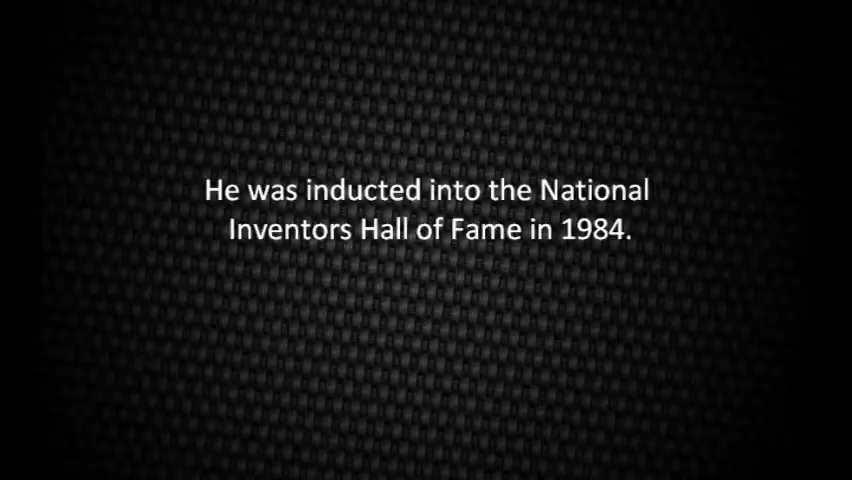 He was inducted into the National
Inventors Hall of Fame in 1984.